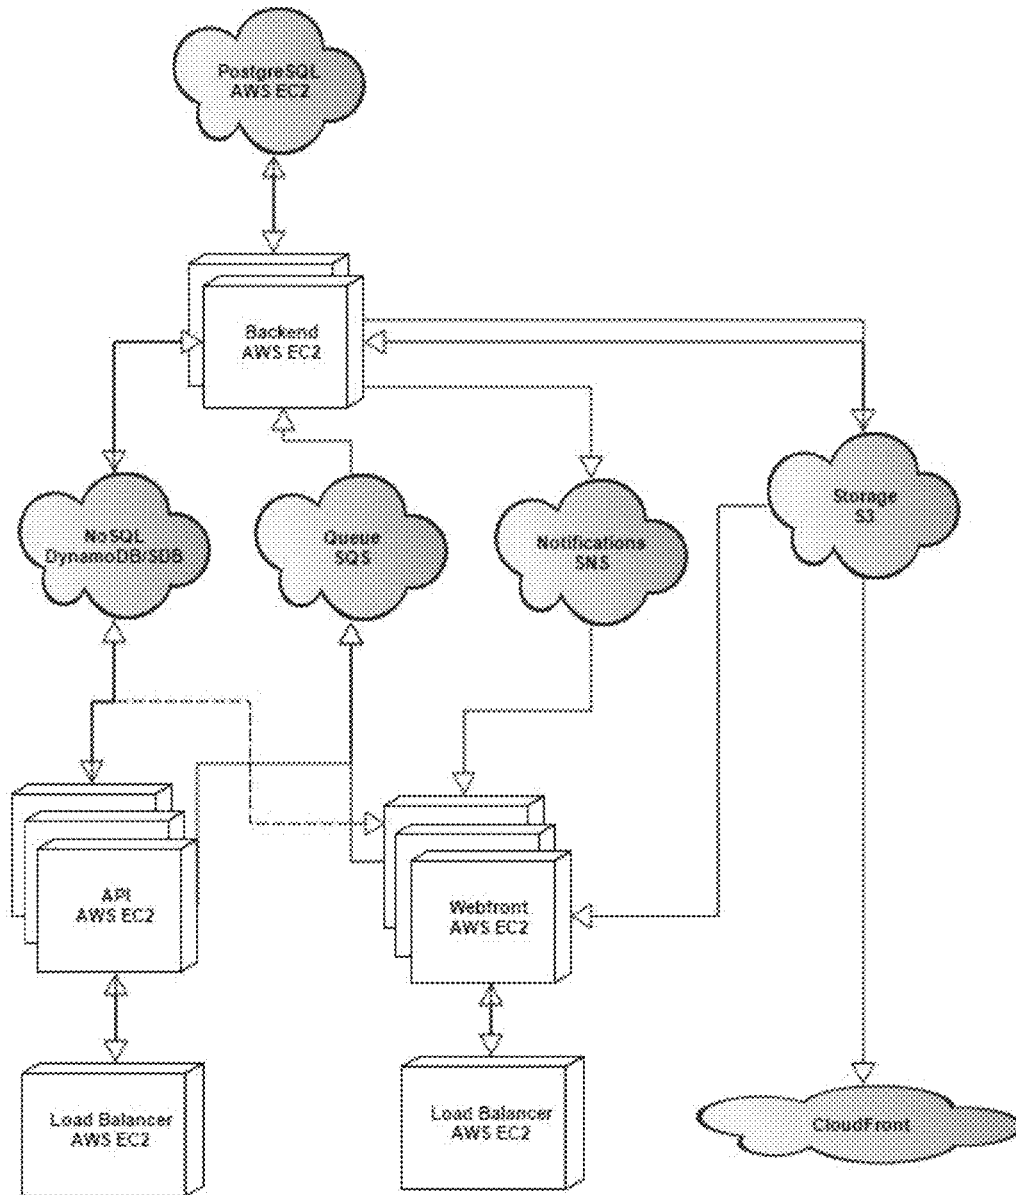 PostgreSQL
AWS EC2
Backend
AWS EC2
NoSQL
DynamoDB/SDB
Queue
SQS
Notifications
SNS
Storage
S3
API
AWS EC2
Webfront
AWS EC2
Load Balancer
AWS EC2
Load Balancer
AWS EC2
CloudFront